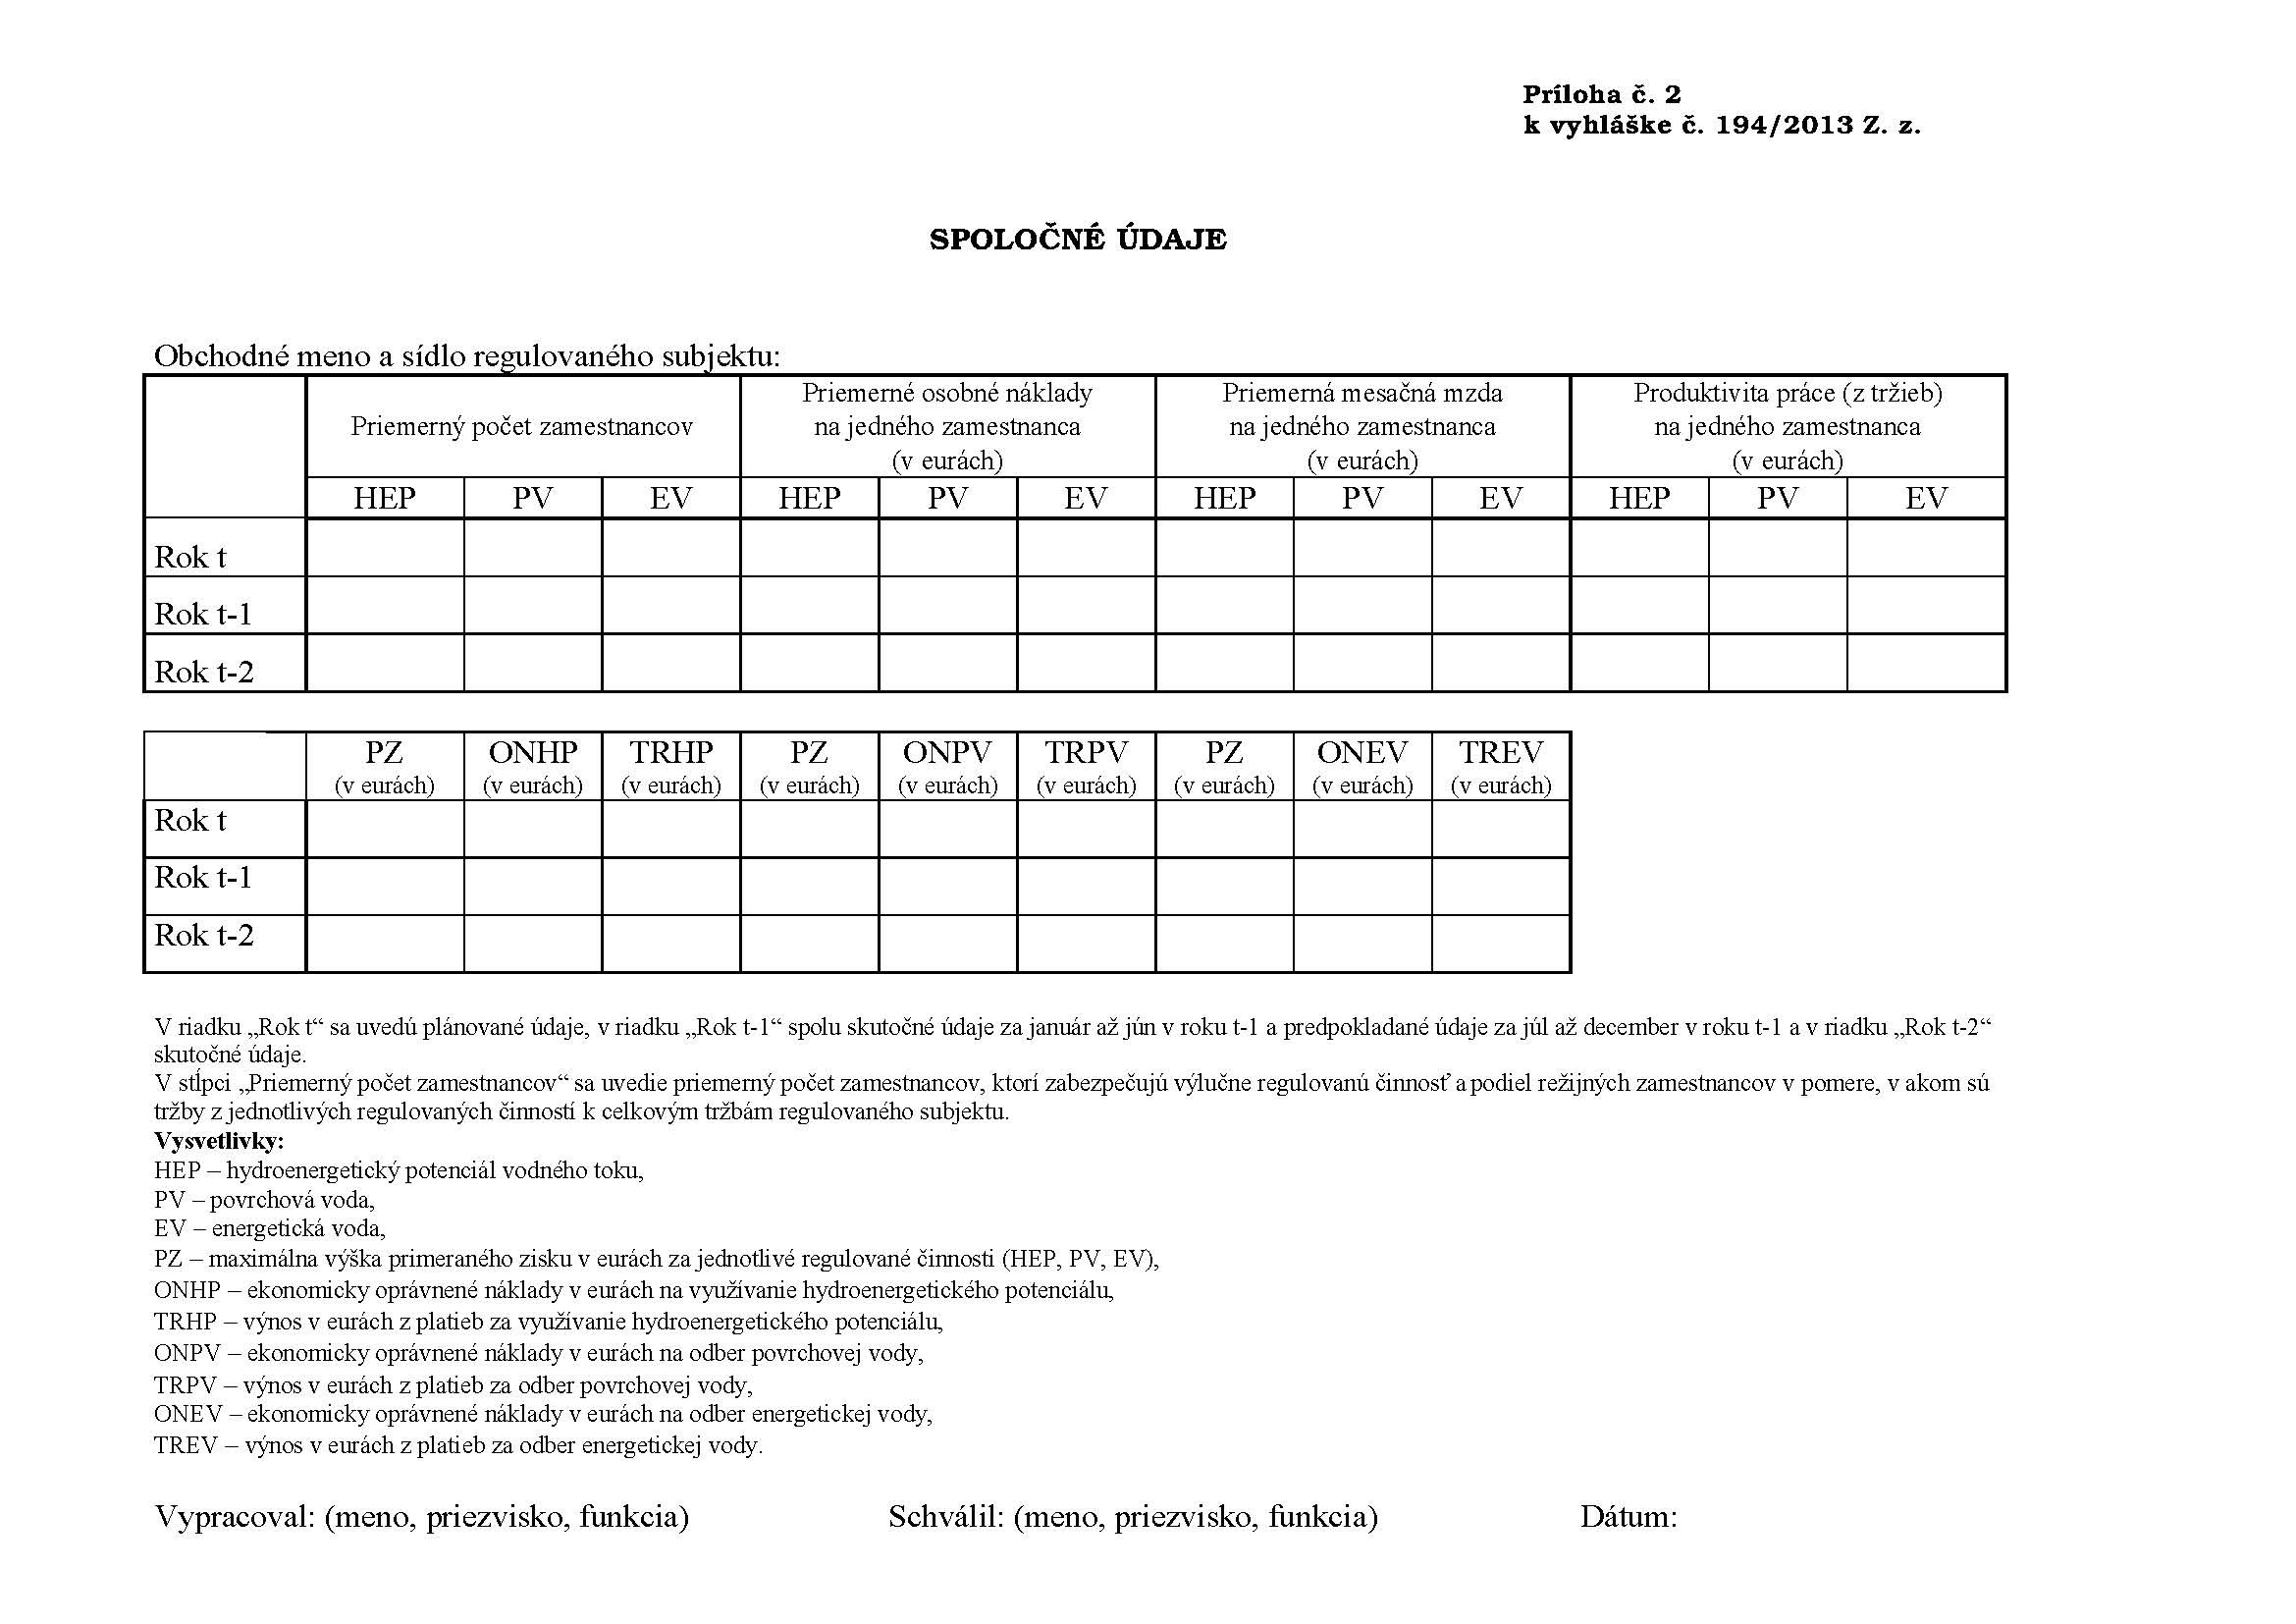 Príloha č. 2
k vyhláške č. 194/2013 Z. z.
SPOLOČNÉ ÚDAJE
Obchodné meno a sídlo regulovaného subjektu:
Priemerný počet zamestnancov
Priemerné osobné náklady
na jedného zamestnanca
(v eurách)
Priemerná mesačná mzda
na jedného zamestnanca
(v eurách)
Produktivita práce (z tržieb)
na jedného zamestnanca
(v eurách)
HEP PV EV HEP PV EV HEP PV EV HEP PV EV
Rok t
Rok t-1
Rok t-2
PZ ONHP TRHP PZ ONPV TRPV PZ ONEV TREV
(v eurách) (v eurách) (v eurách) (v eurách) (v eurách) (v eurách) (v eurách) (v eurách) (v eurách)
Rok t
Rok t-1
Rok t-2
V riadku „Rok t“ sa uvedú plánované údaje, v riadku „Rok t-1“ spolu skutočné údaje za január až jún v roku t-1 a predpokladané údaje za júl až december v roku t-1 a v riadku „Rok t-2“
skutočné údaje.
V stĺpci „Priemerný počet zamestnancov“ sa uvedie priemerný počet zamestnancov, ktorí zabezpečujú výlučne regulovanú činnosť a podiel režijných zamestnancov v pomere, v akom sú
tržby z jednotlivých regulovaných činností k celkovým tržbám regulovaného subjektu.
Vysvetlivky:
HEP – hydroenergetický potenciál vodného toku,
PV – povrchová voda,
EV – energetická voda,
PZ – maximálna výška primeraného zisku v eurách za jednotlivé regulované činnosti (HEP, PV, EV),
ONHP – ekonomicky oprávnené náklady v eurách na využívanie hydroenergetického potenciálu,
TRHP – výnos v eurách z platieb za využívanie hydroenergetického potenciálu,
ONPV – ekonomicky oprávnené náklady v eurách na odber povrchovej vody,
TRPV – výnos v eurách z platieb za odber povrchovej vody,
ONEV – ekonomicky oprávnené náklady v eurách na odber energetickej vody,
TREV – výnos v eurách z platieb za odber energetickej vody.
Vypracoval: (meno, priezvisko, funkcia) Schválil: (meno, priezvisko, funkcia) Dátum: